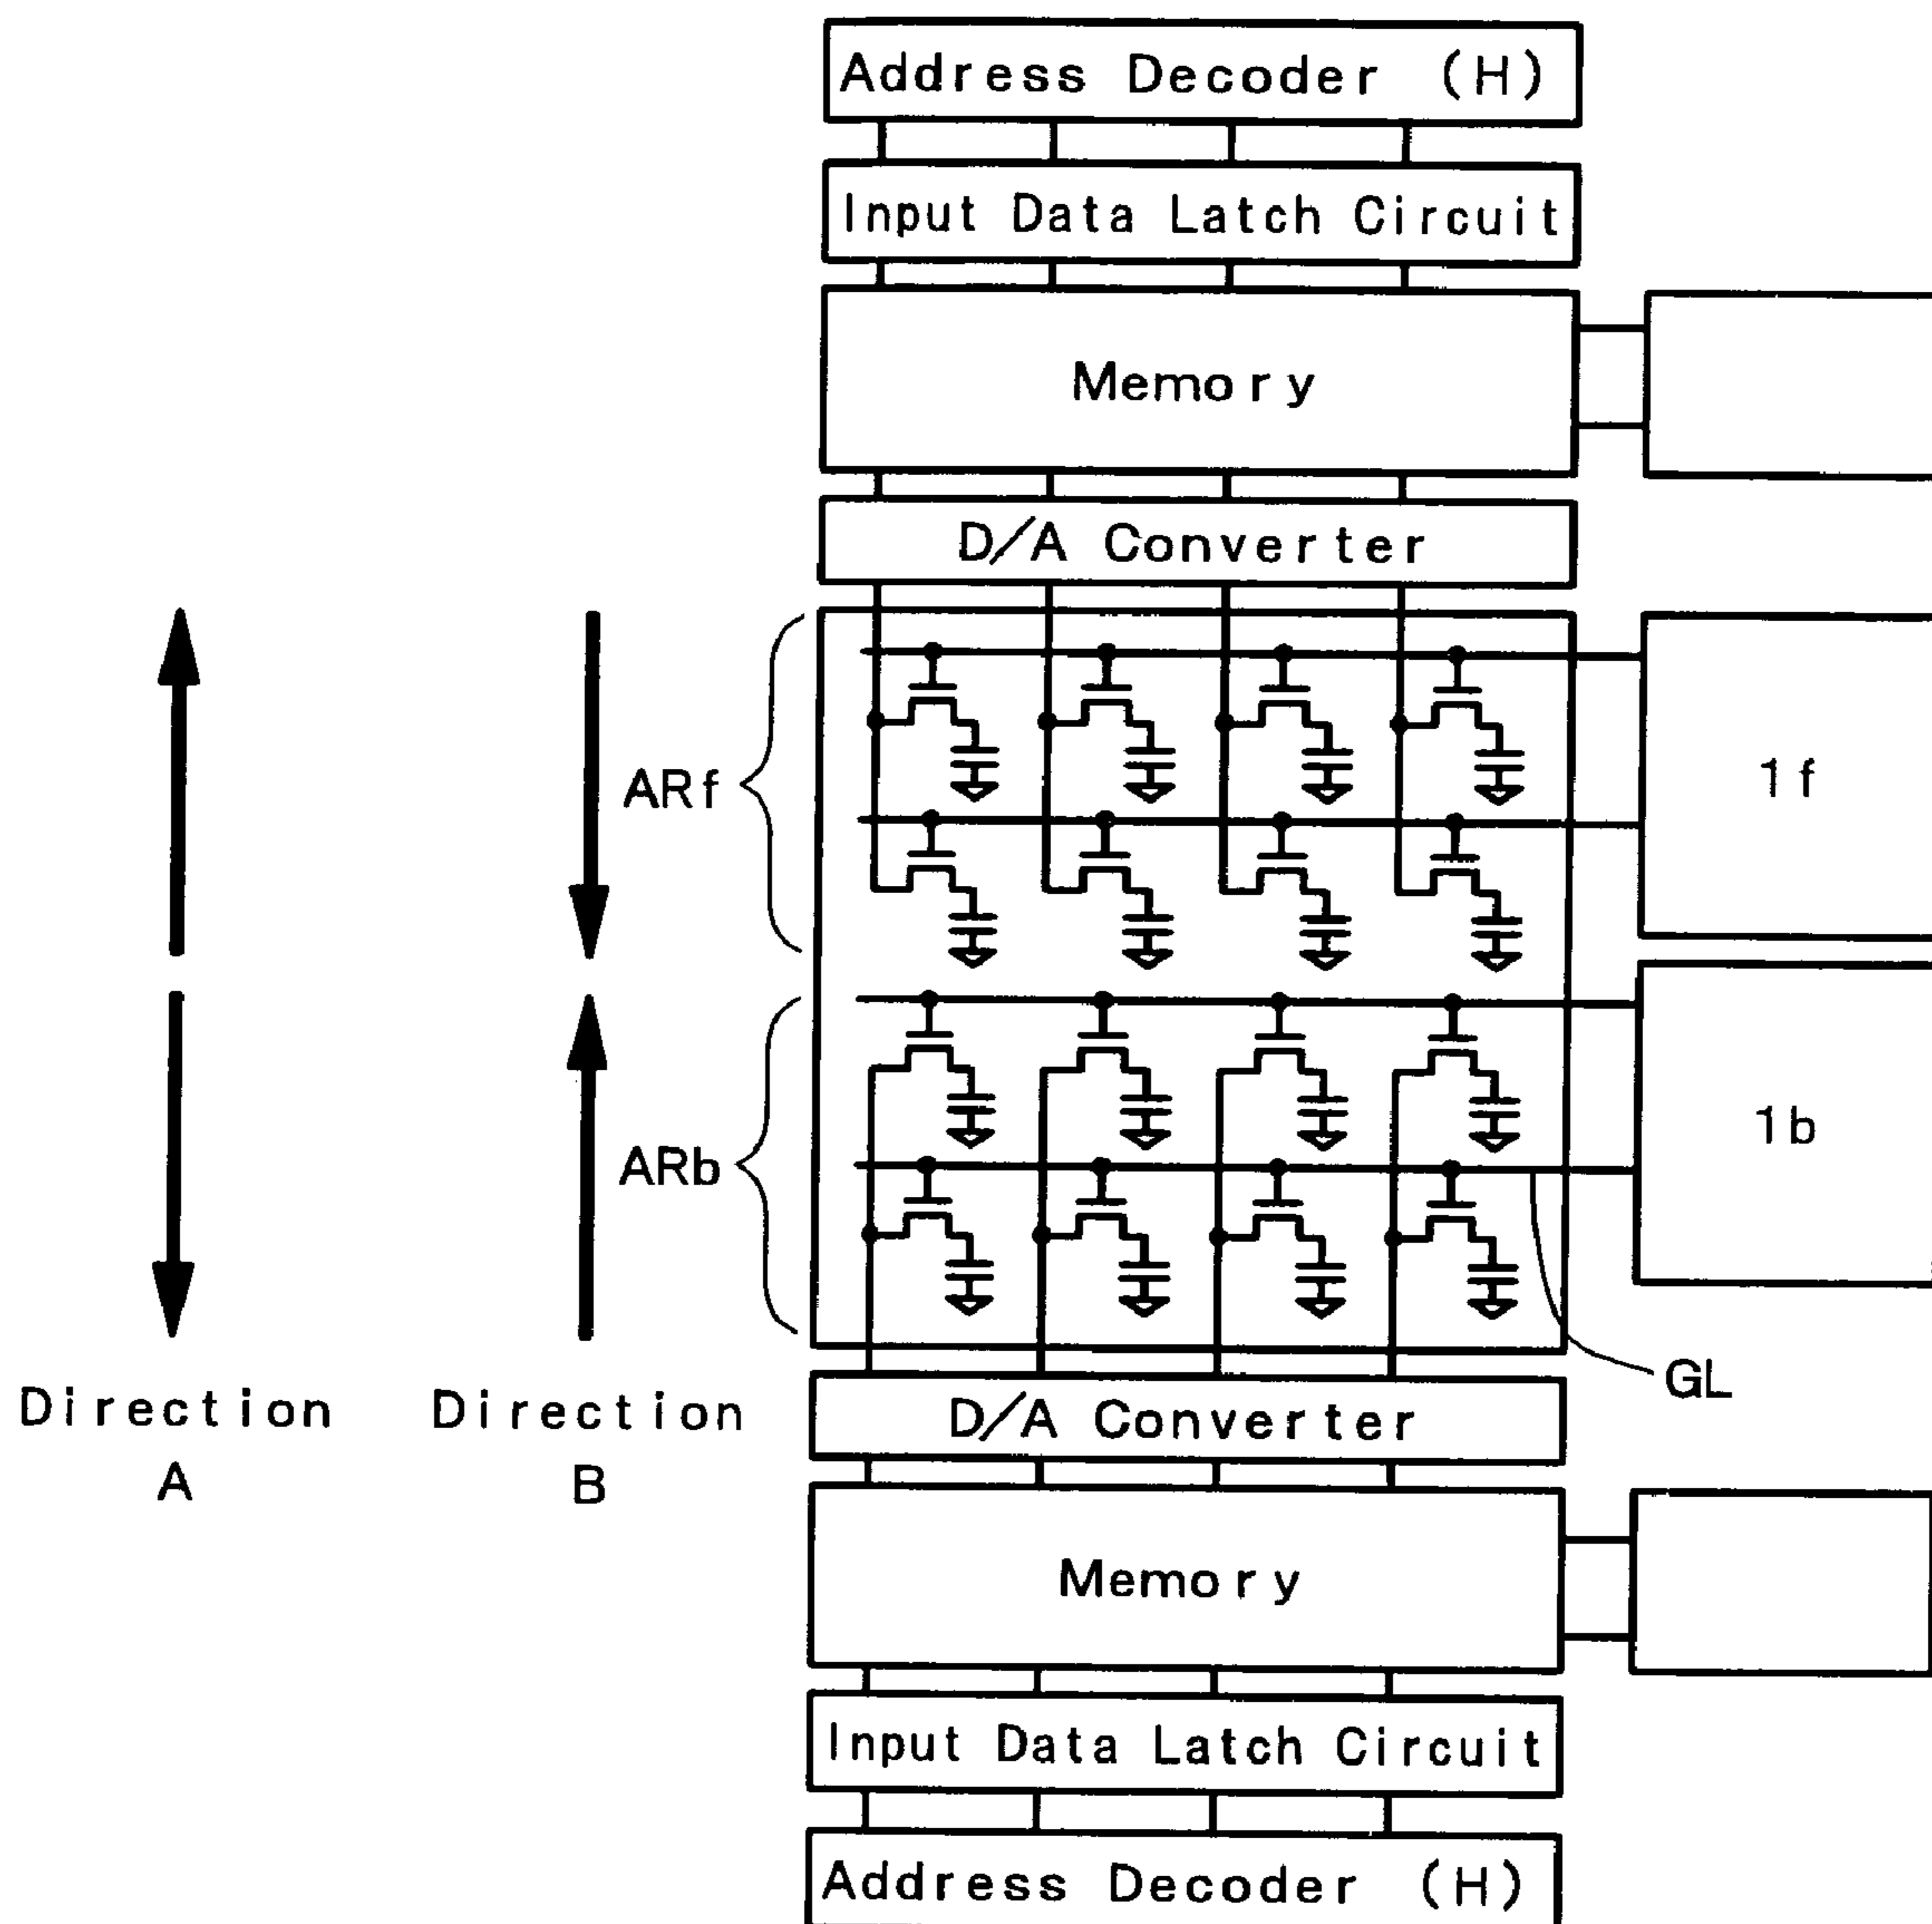 Address Decoder (H)
Input Data Latch Circuit
Memory
D/A Converter
ARf
1f
ARb
1b
GL
Direction
A
Direction
B
D/A Converter
Memory
Input Data Latch Circuit
Address Decoder (H)